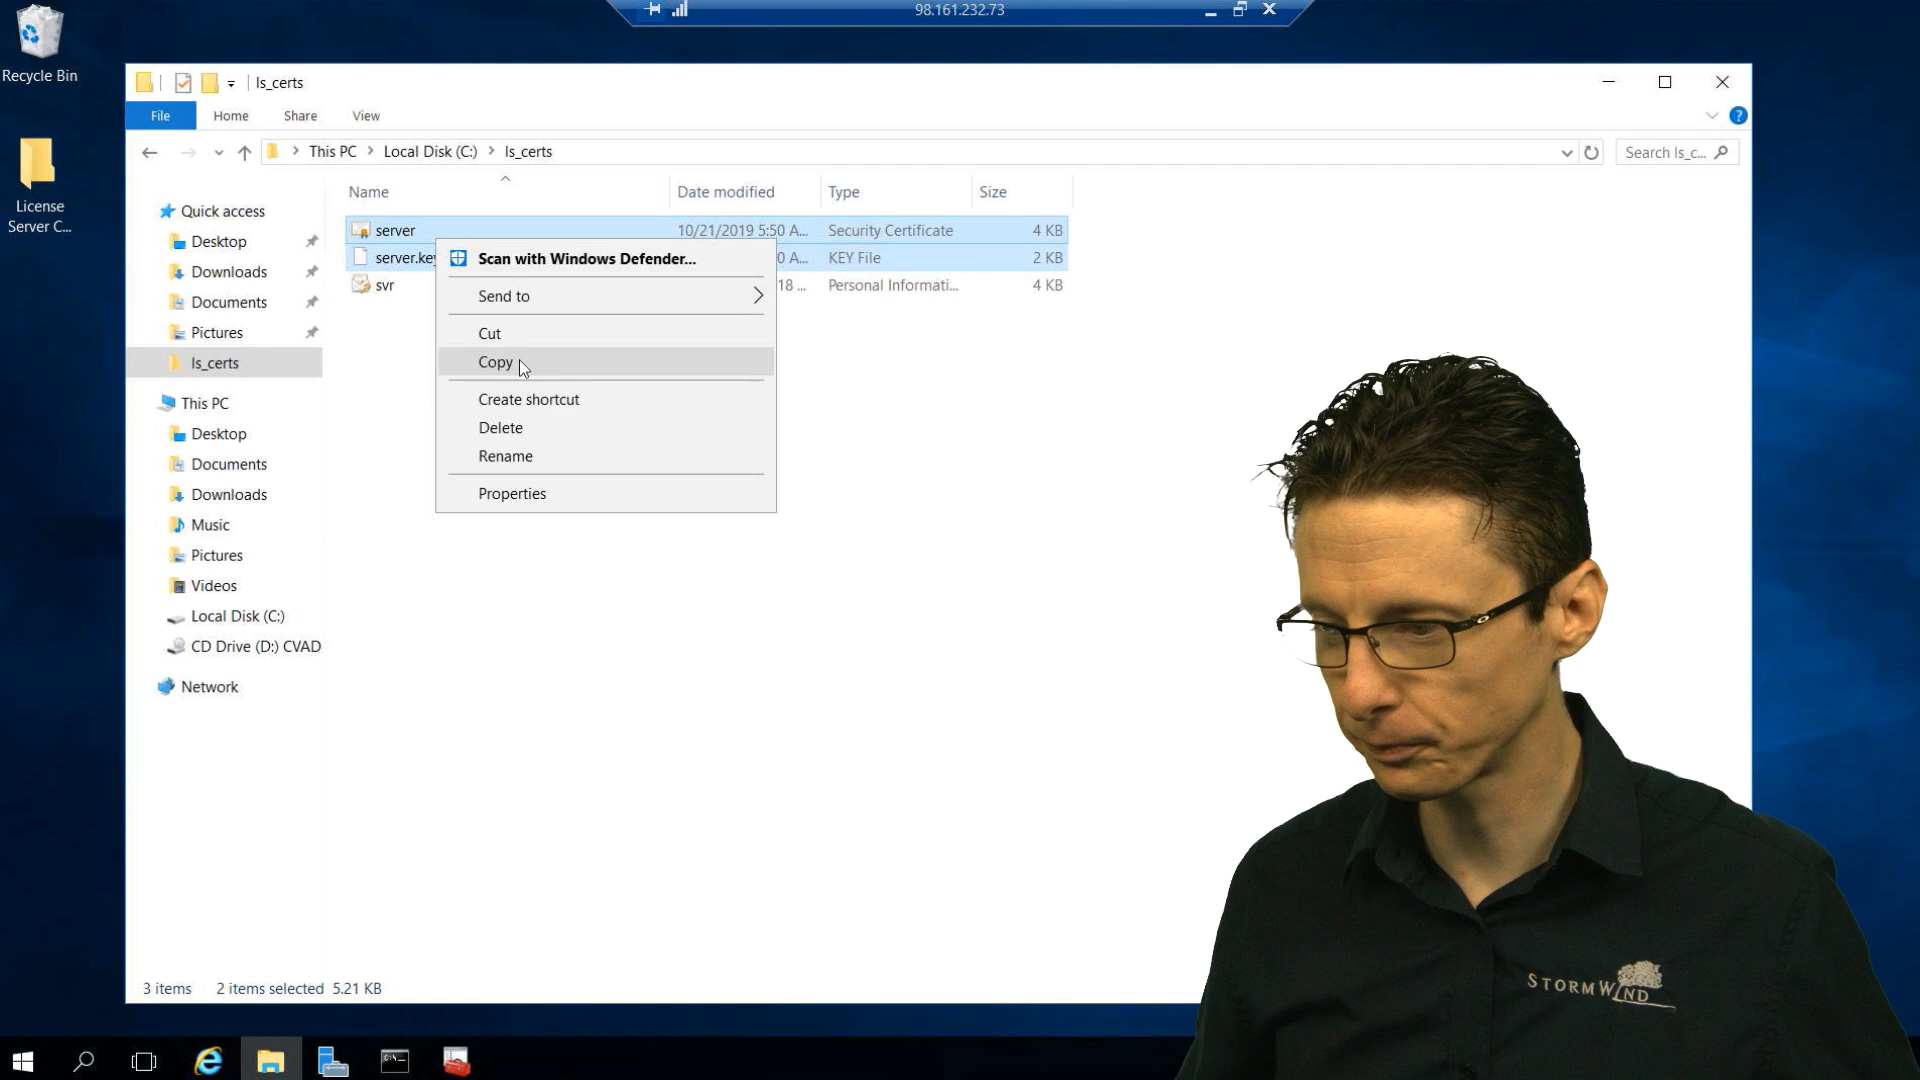 98.161.232.73
Recycle Bin
License
Server C...
ls_certs
File
Home
Share
View
This PC
Local Disk (C:)
ls_certs
Search ls_c...
Name
Date modified
Type
Size
server
10/21/2019 5:50 A...
Security Certificate
4 KB
server.key
0 A...
KEY File
2 KB
svr
18 ...
Personal Informati...
4 KB
Scan with Windows Defender...
Send to
Cut
Copy
Create shortcut
Delete
Rename
Properties
Quick access
Desktop
Downloads
Documents
Pictures
ls_certs
This PC
Desktop
Documents
Downloads
Music
Pictures
Videos
Local Disk (C:)
CD Drive (D:) CVAD
Network
3 items
2 items selected 5.21 KB
STORMWIND